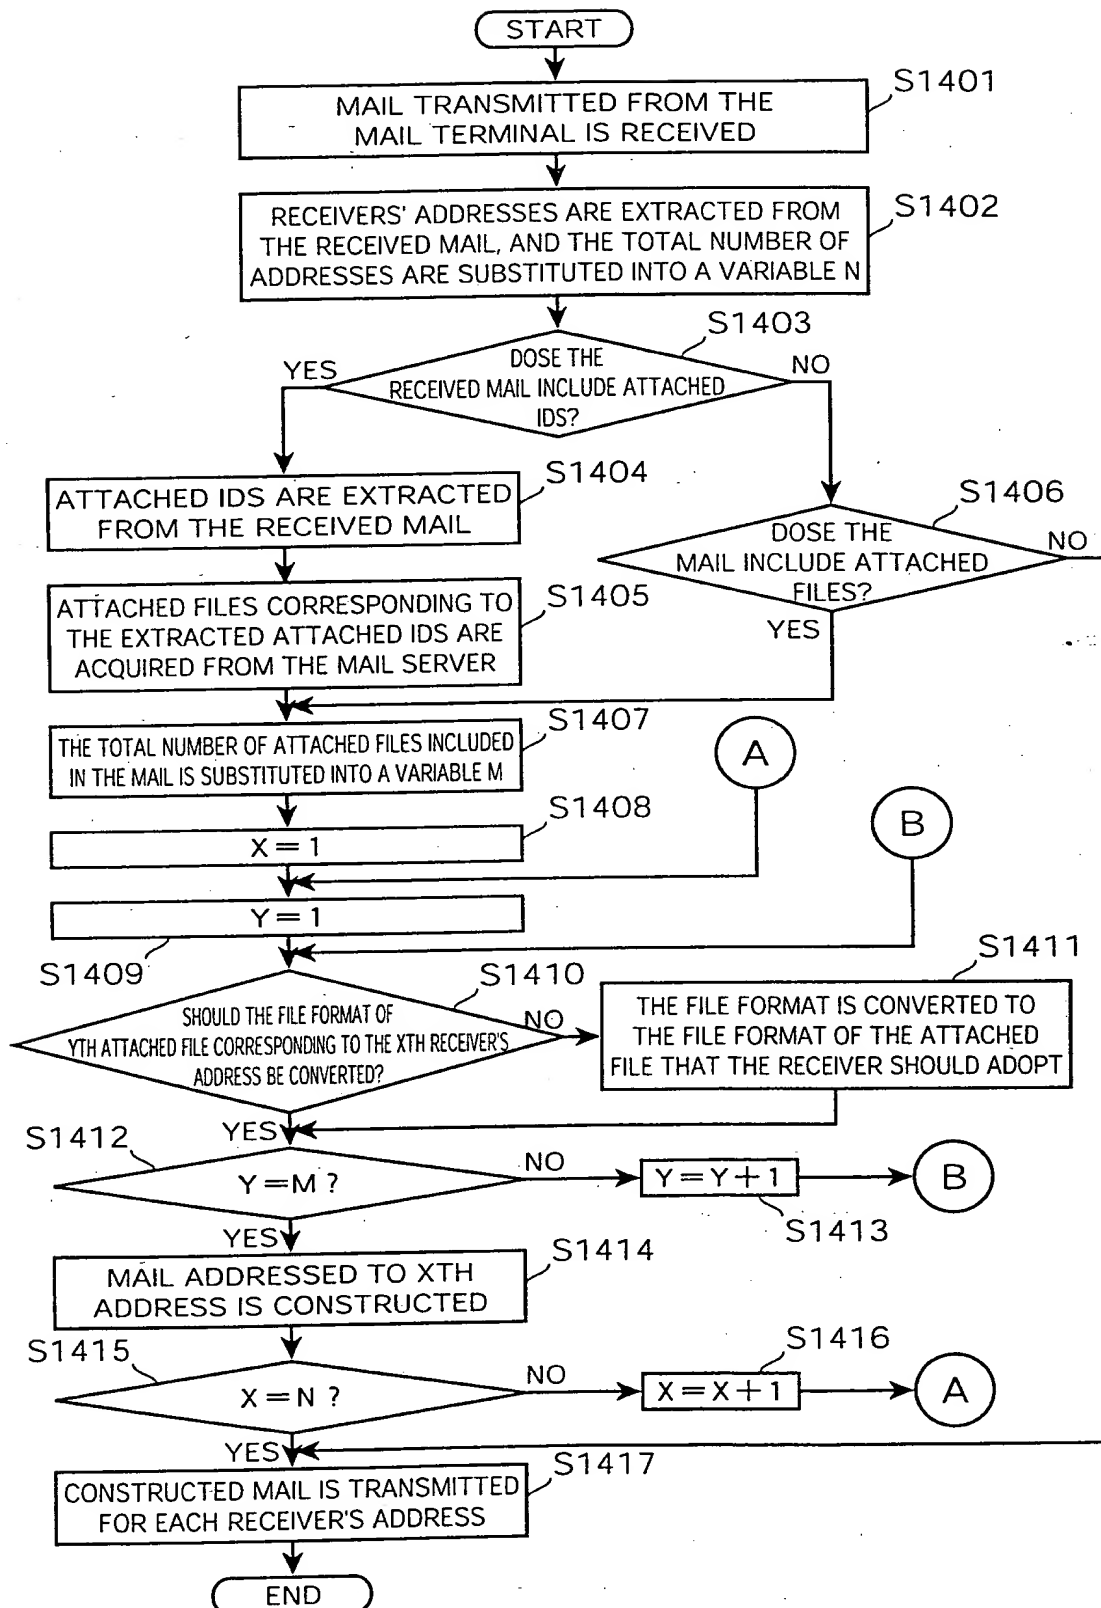 START
S1401
MAIL TRANSMITTED FROM THE
MAIL TERMINAL IS RECEIVED
S1402
RECEIVERS' ADDRESSES ARE EXTRACTED FROM
THE RECEIVED MAIL, AND THE TOTAL NUMBER OF
ADDRESSES ARE SUBSTITUTED INTO A VARIABLE N
S1403
DOSE THE
RECEIVED MAIL INCLUDE ATTACHED
IDS?
YES
NO
S1404
ATTACHED IDS ARE EXTRACTED
FROM THE RECEIVED MAIL
S1406
DOSE THE
MAIL INCLUDE ATTACHED
FILES?
NO
YES
S1405
ATTACHED FILES CORRESPONDING TO
THE EXTRACTED ATTACHED IDS ARE
ACQUIRED FROM THE MAIL SERVER
S1407
THE TOTAL NUMBER OF ATTACHED FILES INCLUDED
IN THE MAIL IS SUBSTITUTED INTO A VARIABLE M
A
S1408
X=1
B
Y=1
S1409
S1410
SHOULD THE FILE FORMAT OF
YTH ATTACHED FILE CORRESPONDING TO THE XTH RECEIVER'S
ADDRESS BE CONVERTED?
NO
S1411
THE FILE FORMAT IS CONVERTED TO
THE FILE FORMAT OF THE ATTACHED
FILE THAT THE RECEIVER SHOULD ADOPT
YES
S1412
Y=M?
NO
Y=Y+1
B
S1413
YES
S1414
MAIL ADDRESSED TO XTH
ADDRESS IS CONSTRUCTED
S1415
X=N ?
NO
S1416
X=X+1
A
YES
S1417
CONSTRUCTED MAIL IS TRANSMITTED
FOR EACH RECEIVER'S ADDRESS
END